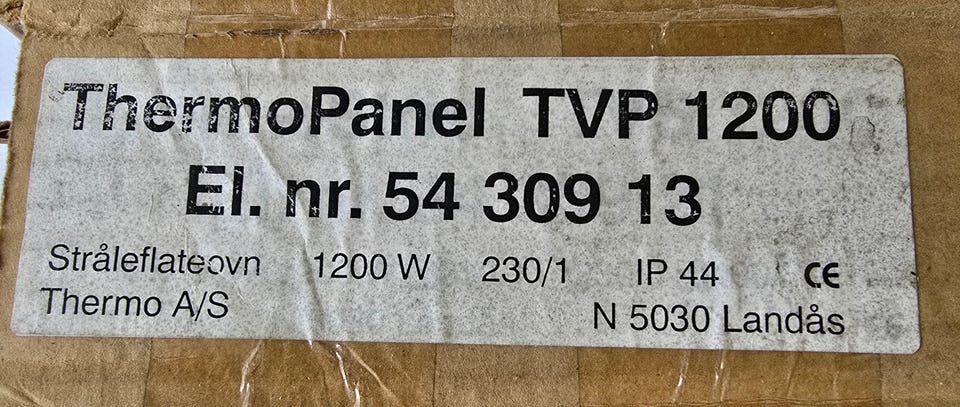 ThermoPanel TVP 1200
El. nr. 54 309 13
Stråleflateovn 1200 W 230/1 IP 44 CE
Thermo A/S N 5030 Landås